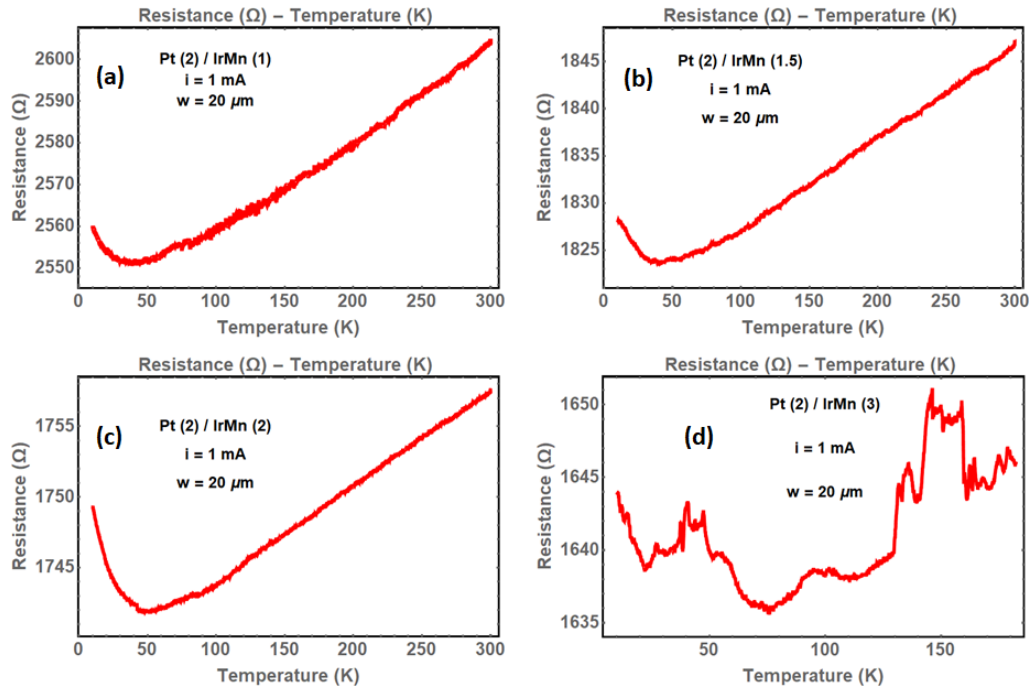 Resistance (Ω) – Temperature (K)
(a)
Pt (2) / IrMn (1)
i = 1 mA
w = 20 μm
Resistance (Ω)
2600
2590
2580
2570
2560
2550
0 50 100 150 200 250 300
Temperature (K)
Resistance (Ω) – Temperature (K)
(b)
Pt (2) / IrMn (1.5)
i = 1 mA
w = 20 μm
Resistance (Ω)
1845
1840
1835
1830
1825
0 50 100 150 200 250 300
Temperature (K)
Resistance (Ω) – Temperature (K)
(c)
Pt (2) / IrMn (2)
i = 1 mA
w = 20 μm
Resistance (Ω)
1755
1750
1745
0 50 100 150 200 250 300
Temperature (K)
Resistance (Ω) – Temperature (K)
(d)
Pt (2) / IrMn (3)
i = 1 mA
w = 20 μm
Resistance (Ω)
1650
1645
1640
1635
50 100 150
Temperature (K)